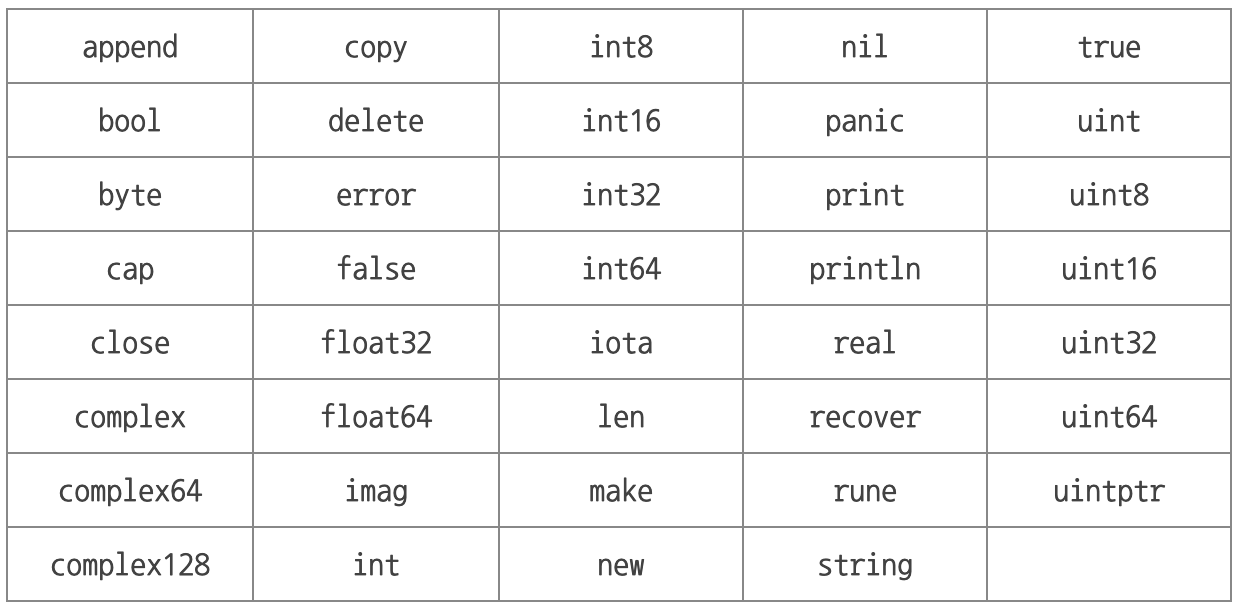 append copy int8 nil true
bool delete int16 panic uint
byte error int32 print uint8
cap false int64 println uint16
close float32 iota real uint32
complex float64 len recover uint64
complex64 imag make rune uintptr
complex128 int new string